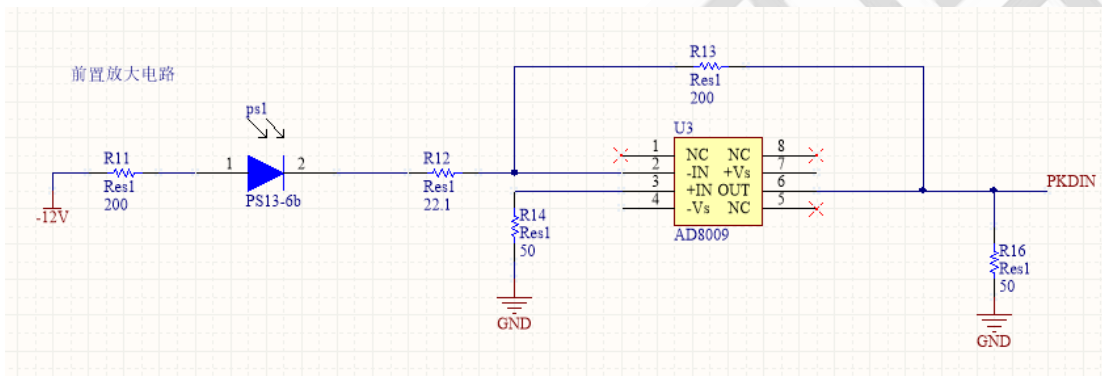 前置放大电路
ps1
R11
Res1
200
-12V
1
2
PS13-6b
R12
Res1
22.1
R13
Res1
200
U3
1 NC NC 8
2 -IN +Vs 7
3 +IN OUT 6
4 -Vs NC 5
AD8009
R14
Res1
50
GND
PKDIN
R16
Res1
50
GND